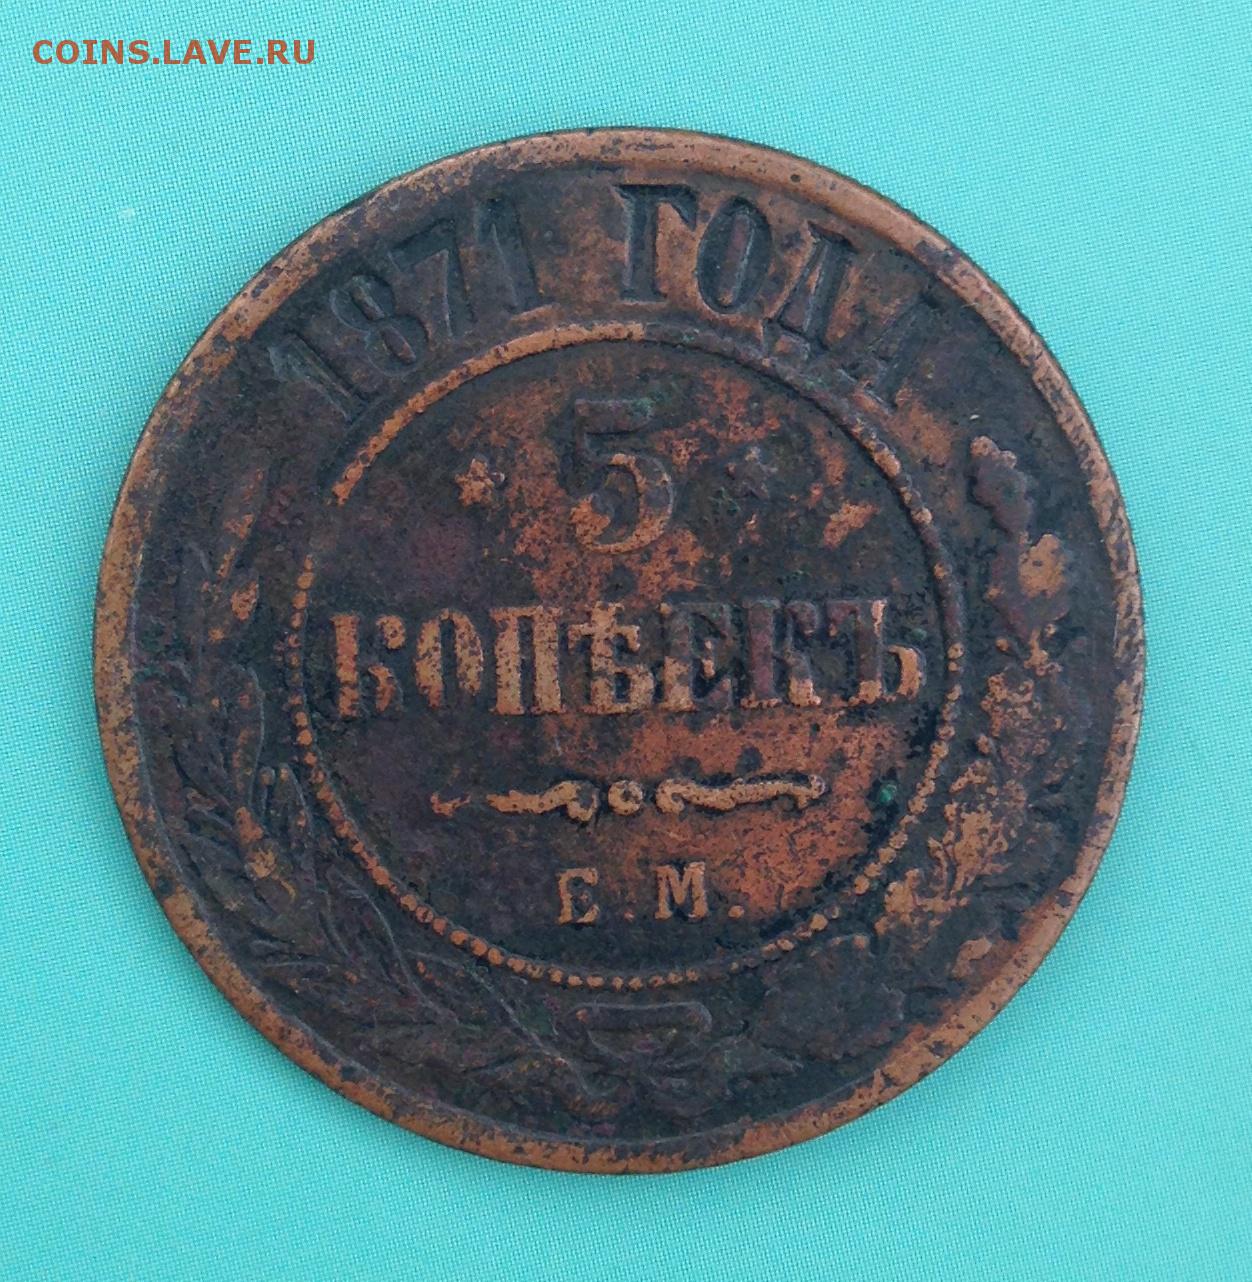 COINS.LAVE.RU
1871 ГОДА
5
КОПѢЕКЪ
Е.М.